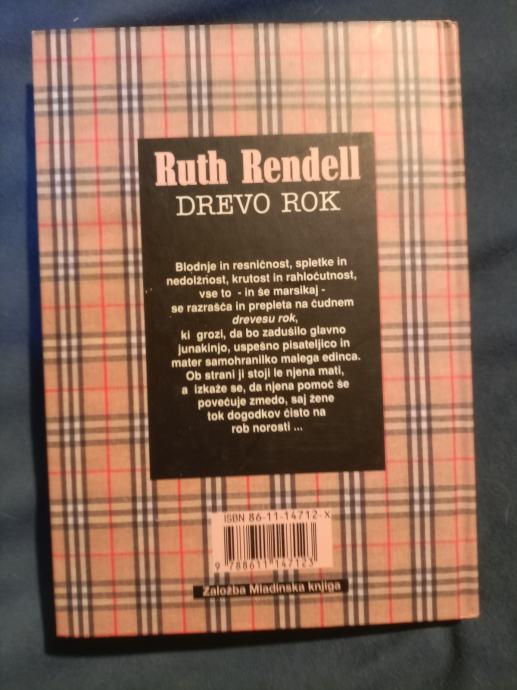 Ruth Rendell
DREVO ROK
Blodnje in resničnost, spletke in
nedolžnost, krutost in rahločutnost,
vse to - in še marsikaj -
se razrašča in prepleta na čudnem
drevesu rok,
ki grozi, da bo zadušilo glavno
junakinjo, uspešno pisateljico in
mater samohranilko malega edinca.
Ob strani ji stoji le njena mati,
a izkaže se, da njena pomoč še
povečuje zmedo, saj žene
tok dogodkov čisto na
rob norosti ...
ISBN 86-11-14712-X
9 788611 147123
Založba Mladinska knjiga